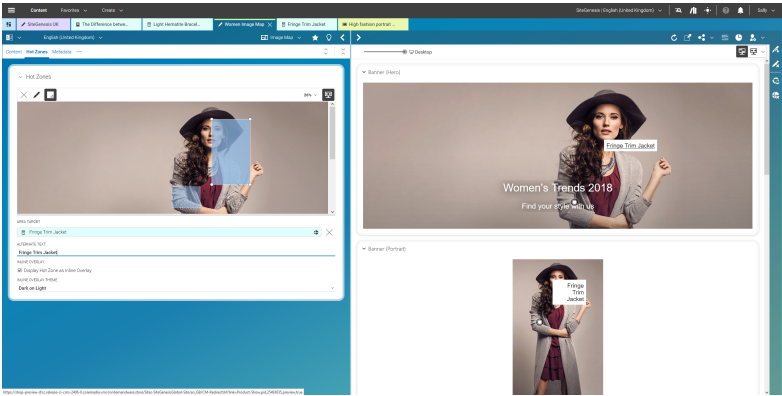 Content Favorites Create SiteGenesis | English (United Kingdom) Sally
SiteGenesis UK The Difference betwe... Light Hematite Bracel... Women Image Map Fringe Trim Jacket High fashion portrait ...
English (United Kingdom) Image Map
Content Hot Zones Metadata Desktop
Hot Zones
Banner (Hero)
Fringe Trim Jacket
Women's Trends 2018
Find your style with us
AREA TARGET
Fringe Trim Jacket
ALTERNATE TEXT
Fringe Trim Jacket
INLINE OVERLAY
Display Hot Zone as Inline Overlay
INLINE OVERLAY THEME
Dark on Light
Banner (Portrait)
Fringe
Trim
Jacket